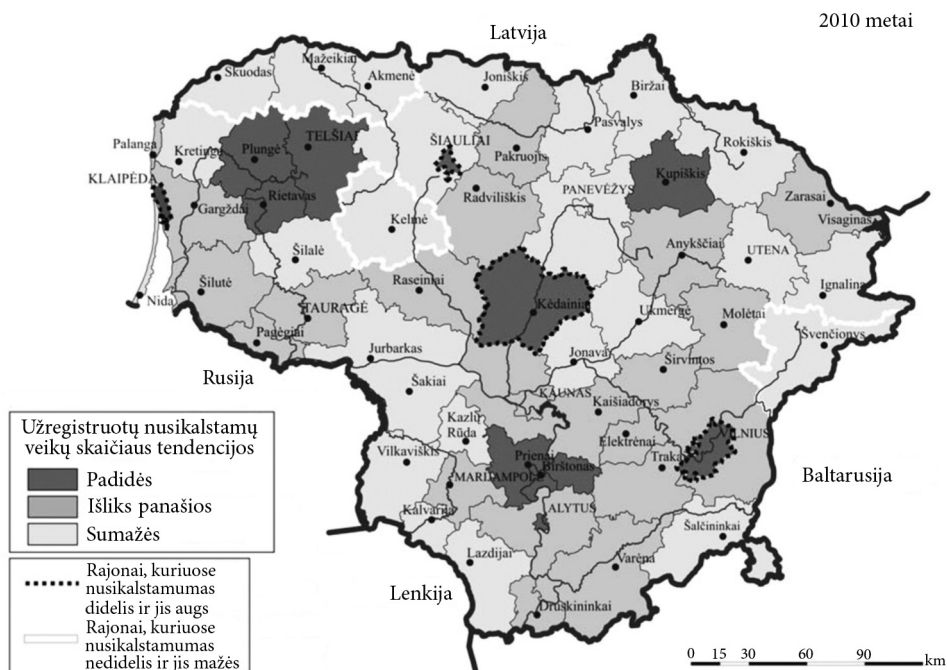 2010 metai
Latvija
Skuodas
Mažeikiai
Akmenė
Joniškis
Biržai
Pasvalys
Rokiškis
Palanga
Kretinga
Plungė
TELŠIAI
ŠIAULIAI
Pakruojis
Kupiškis
KLAIPĖDA
Gargždai
Rietavas
Radviliškis
PANEVĖŽYS
Zarasai
Visaginas
Kelmė
Anykščiai
UTENA
Šilalė
Nida
Šilutė
Raseiniai
Kėdainiai
Ukmergė
Molėtai
Ignalina
TAURAGĖ
Pagėgiai
Švenčionys
Jurbarkas
Jonava
Širvintos
Rusija
Šakiai
KAUNAS
Kaišiadorys
Kazlų
Rūda
Elektrėnai
VILNIUS
Vilkaviškis
Prienai
Birštonas
Trakai
Baltarusija
MARIJAMPOLĖ
Kalvarija
ALYTUS
Šalčininkai
Lazdijai
Varėna
Lenkija
Druskininkai
Užregistruotų nusikalstamų
veikų skaičiaus tendencijos
Padidės
Išliks panašios
Sumažės
Rajonai, kuriuose
nusikalstamumas
didelis ir jis augs
Rajonai, kuriuose
nusikalstamumas
nedidelis ir jis mažės
0 15 30 60 90
km